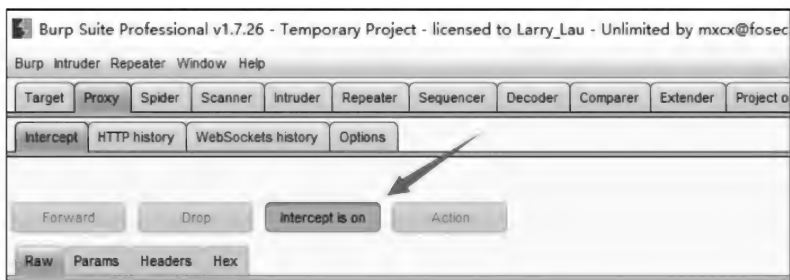 Burp Suite Professional v1.7.26 - Temporary Project - licensed to Larry_Lau - Unlimited by mxcx@fosec
Burp Intruder Repeater Window Help
Target Proxy Spider Scanner Intruder Repeater Sequencer Decoder Comparer Extender Project o
Intercept HTTP history WebSockets history Options
Forward Drop Intercept is on Action
Raw Params Headers Hex